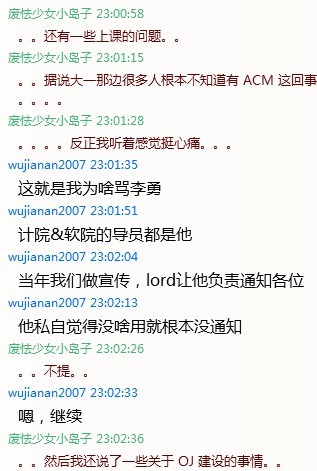 废怯少女小岛子 23:00:58
。。还有一些上课的问题。。
废怯少女小岛子 23:01:15
。。据说大一那边很多人根本不知道有 ACM 这回事
。。。。
废怯少女小岛子 23:01:28
。。。。反正我听着感觉挺心痛。。。
wujianan2007 23:01:35
这就是我为啥骂李勇
wujianan2007 23:01:51
计院&软院的导员都是他
wujianan2007 23:02:04
当年我们做宣传，lord让他负责通知各位
wujianan2007 23:02:13
他私自觉得没啥用就根本没通知
废怯少女小岛子 23:02:26
。。不提。。
wujianan2007 23:02:33
嗯，继续
废怯少女小岛子 23:02:36
。。然后我还说了一些关于 OJ 建设的事情。。